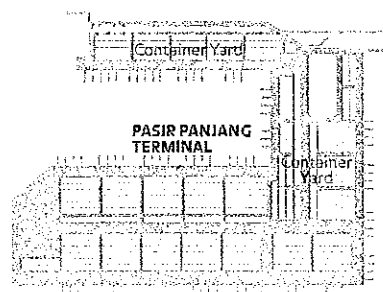 Container Yard
PASIR PANJANG
TERMINAL
Container
Yard